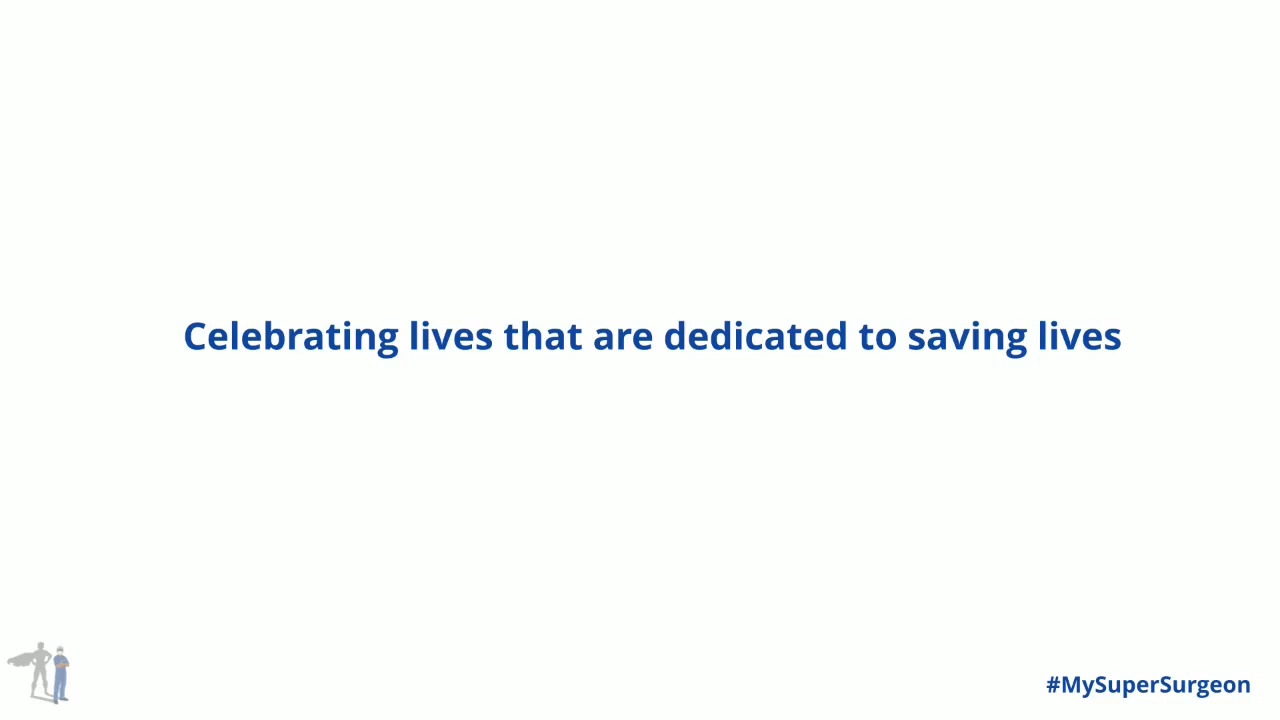 Celebrating lives that are dedicated to saving lives
#MySuperSurgeon